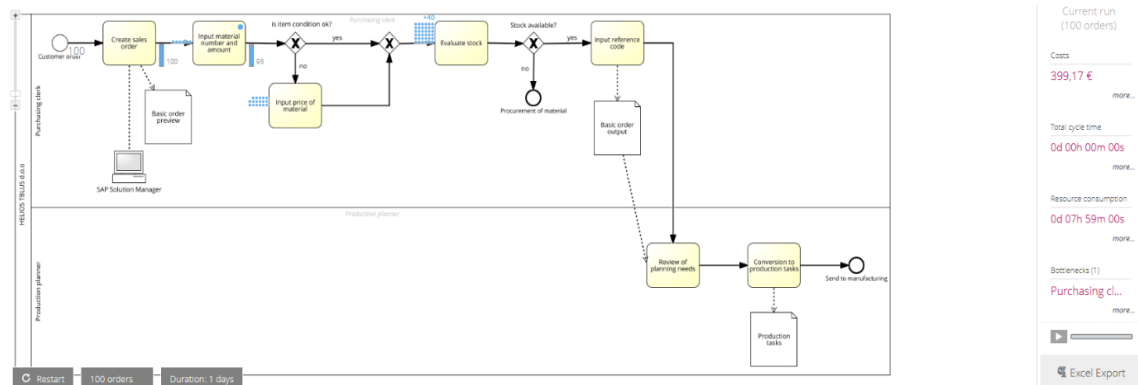 Purchasing clerk
Current run
(100 orders)
Costs
399,17 €
more...
Total cycle time
0d 00h 00m 00s
more...
Resource consumption
0d 07h 59m 00s
more...
Bottlenecks (1)
Purchasing cl...
more...
Excel Export
HELIOS TBLUS d.o.o
Purchasing clerk
Customer order
100
Create sales
order
100
Input material
number and
amount
93
Is item condition ok?
yes
no
Input price of
material
+40
Evaluate stock
Stock available?
yes
no
Procurement of material
Input reference
code
Basic order
preview
SAP Solution Manager
Basic order
output
Production planner
Productive planner
Review of
planning needs
Conversion to
production tasks
Send to manufacturing
Production
tasks
Restart
100 orders
Duration: 1 days